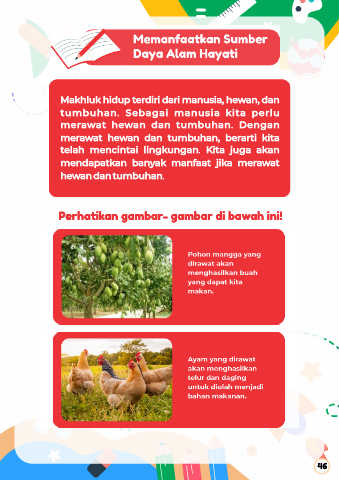 Memanfaatkan Sumber
Daya Alam Hayati
Makhluk hidup terdiri dari manusia, hewan, dan
tumbuhan. Sebagai manusia kita perlu
merawat hewan dan tumbuhan. Dengan
merawat hewan dan tumbuhan, berarti kita
telah mencintai lingkungan. Kita juga akan
mendapatkan banyak manfaat jika merawat
hewan dan tumbuhan.
Perhatikan gambar- gambar di bawah ini!
Pohon mangga yang
dirawat akan
menghasilkan buah
yang dapat kita
makan.
Ayam yang dirawat
akan menghasilkan
telur dan daging
untuk diolah menjadi
bahan makanan.
46